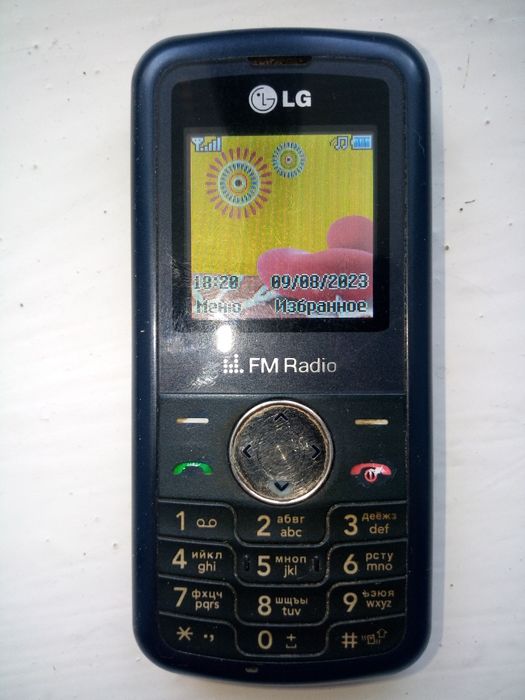 LG
18:20 09/08/2023
Меню Избранное
FM Radio
1 2 абвг abc 3 деёжз def
4 ийкл ghi 5 мноп jkl 6 рсту mno
7 фхцч pqrs 8 шщъы tuv 9 ьэюя wxyz
* ., 0 #